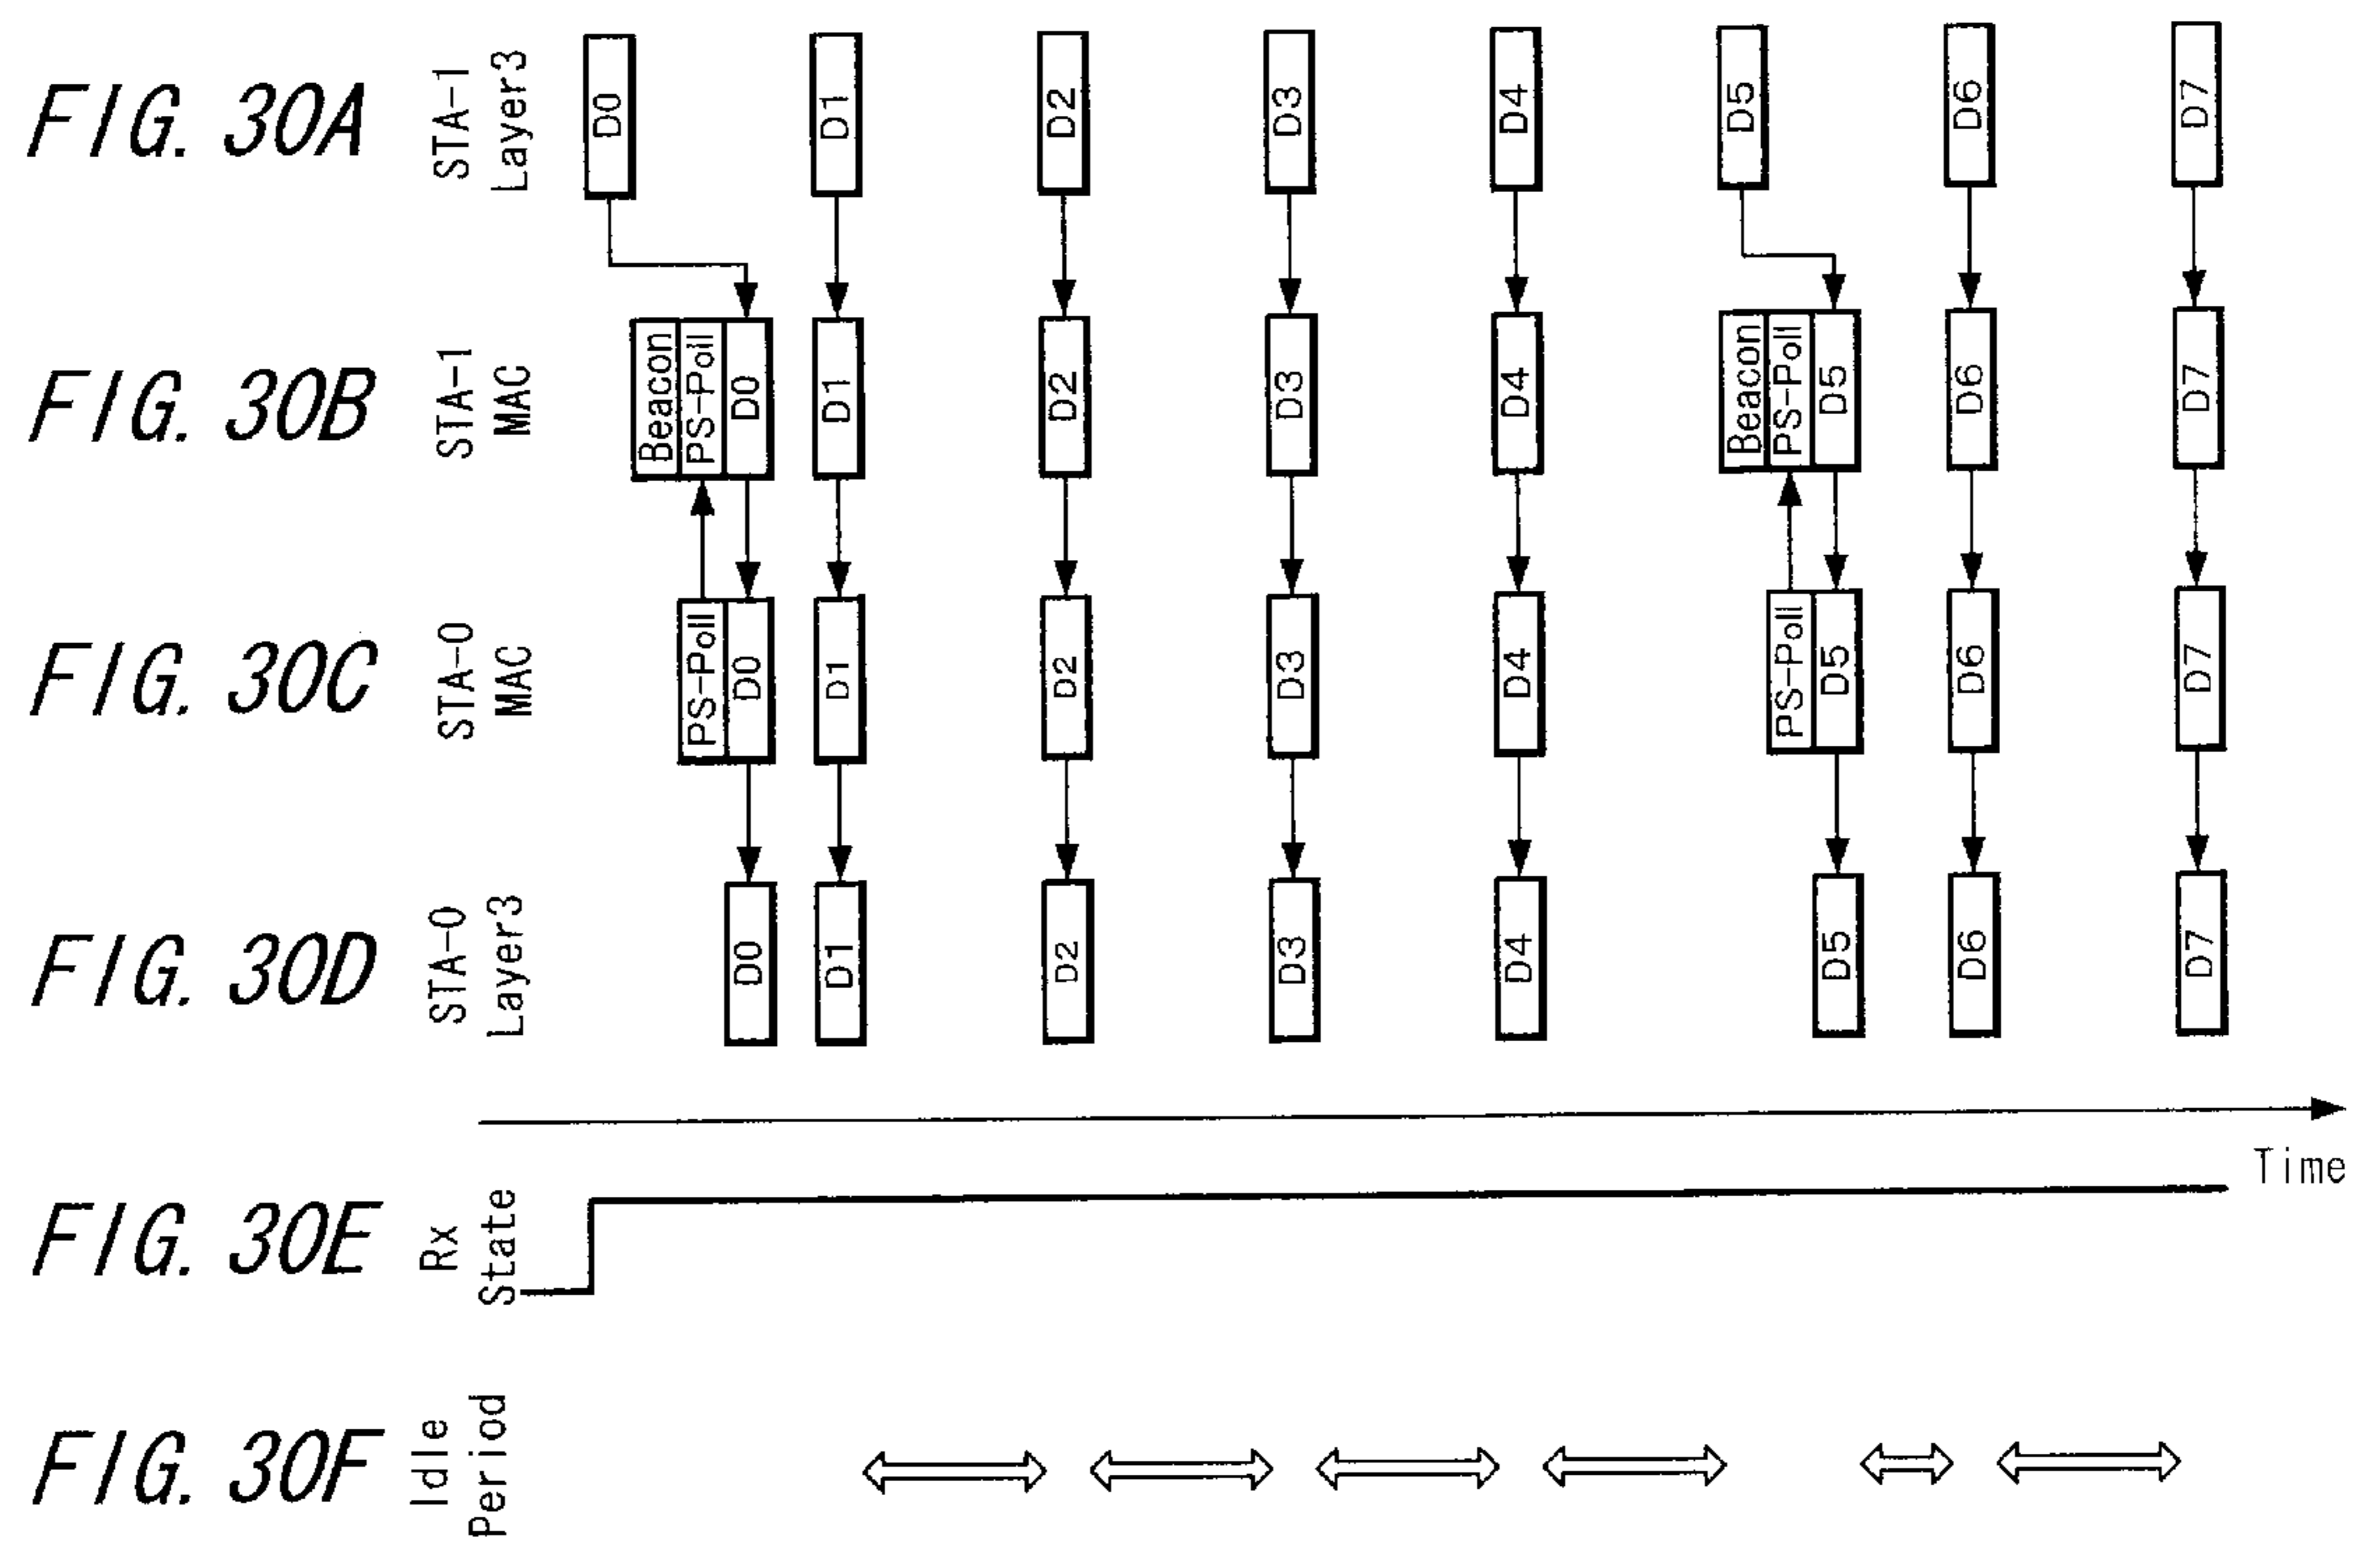 FIG. 30A
STA-1
Layer3
D0
D1
D2
D3
D4
D5
D6
D7
FIG. 30B
STA-1
MAC
Beacon
PS-Poll
D0
D1
D2
D3
D4
Beacon
PS-Poll
D5
D6
D7
FIG. 30C
STA-0
MAC
PS-Poll
D0
D1
D2
D3
D4
PS-Poll
D5
D6
D7
FIG. 30D
STA-0
Layer3
D0
D1
D2
D3
D4
D5
D6
D7
Time
FIG. 30E
Rx
State
FIG. 30F
Idle
Period